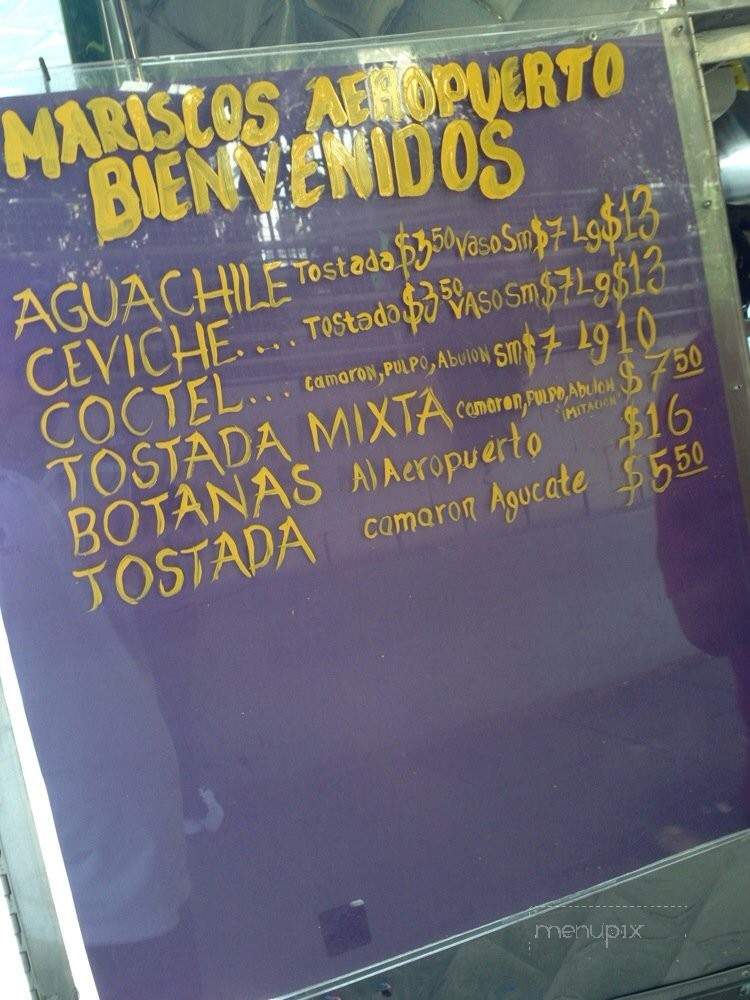 MARISCOS AEROPUERTO
BIENVENIDOS
AGUACHILE Tostada $3.50 Vaso Sm $7 Lg $13
CEVICHE.... Tostada $3.50 VASO Sm $7 Lg $13
COCTEL... camaron, PULPO, Abulon sm $7 Lg 10
TOSTADA MIXTA camaron, PULPO, Abulon IMITACION $7.50
BOTANAS Al Aeropuerto $16
TOSTADA camaron Agucate $5.50
menupix